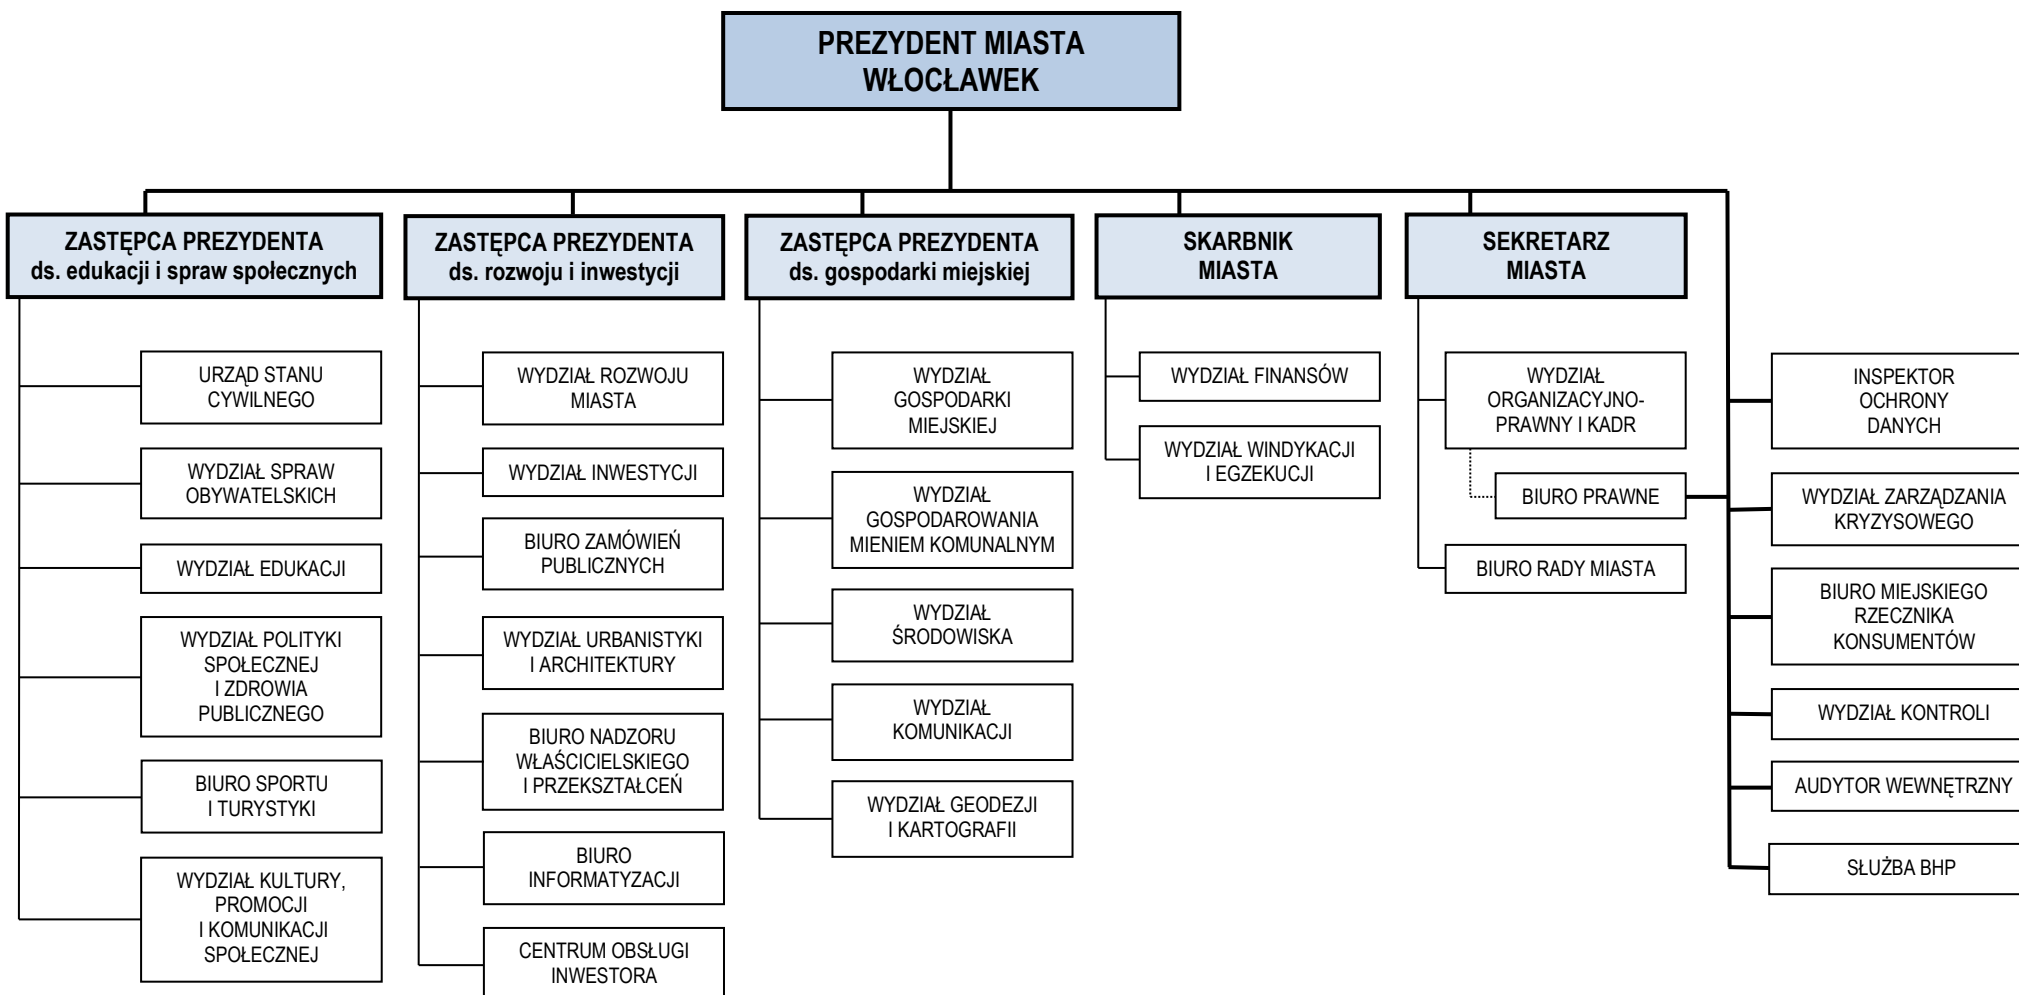 PREZYDENT MIASTA
WŁOCŁAWEK
ZASTĘPCA PREZYDENTA
ds. edukacji i spraw społecznych
URZĄD STANU
CYWILNEGO
WYDZIAŁ SPRAW
OBYWATELSKICH
WYDZIAŁ EDUKACJI
WYDZIAŁ POLITYKI
SPOŁECZNEJ
I ZDROWIA
PUBLICZNEGO
BIURO SPORTU
I TURYSTYKI
WYDZIAŁ KULTURY,
PROMOCJI
I KOMUNIKACJI
SPOŁECZNEJ
ZASTĘPCA PREZYDENTA
ds. rozwoju i inwestycji
WYDZIAŁ ROZWOJU
MIASTA
WYDZIAŁ INWESTYCJI
BIURO ZAMÓWIEŃ
PUBLICZNYCH
WYDZIAŁ URBANISTYKI
I ARCHITEKTURY
BIURO NADZORU
WŁAŚCICIELSKIEGO
I PRZEKSZTAŁCEŃ
BIURO
INFORMATYZACJI
CENTRUM OBSŁUGI
INWESTORA
ZASTĘPCA PREZYDENTA
ds. gospodarki miejskiej
WYDZIAŁ
GOSPODARKI
MIEJSKIEJ
WYDZIAŁ
GOSPODAROWANIA
MIENIEM KOMUNALNYM
WYDZIAŁ
ŚRODOWISKA
WYDZIAŁ
KOMUNIKACJI
WYDZIAŁ GEODEZJI
I KARTOGRAFII
SKARBNIK
MIASTA
WYDZIAŁ FINANSÓW
WYDZIAŁ WINDYKACJI
I EGZEKUCJI
SEKRETARZ
MIASTA
WYDZIAŁ
ORGANIZACYJNO-
PRAWNY I KADR
BIURO PRAWNE
BIURO RADY MIASTA
INSPEKTOR
OCHRONY
DANYCH
WYDZIAŁ ZARZĄDZANIA
KRYZYSOWEGO
BIURO MIEJSKIEGO
RZECZNIKA
KONSUMENTÓW
WYDZIAŁ KONTROLI
AUDYTOR WEWNĘTRZNY
SŁUŻBA BHP